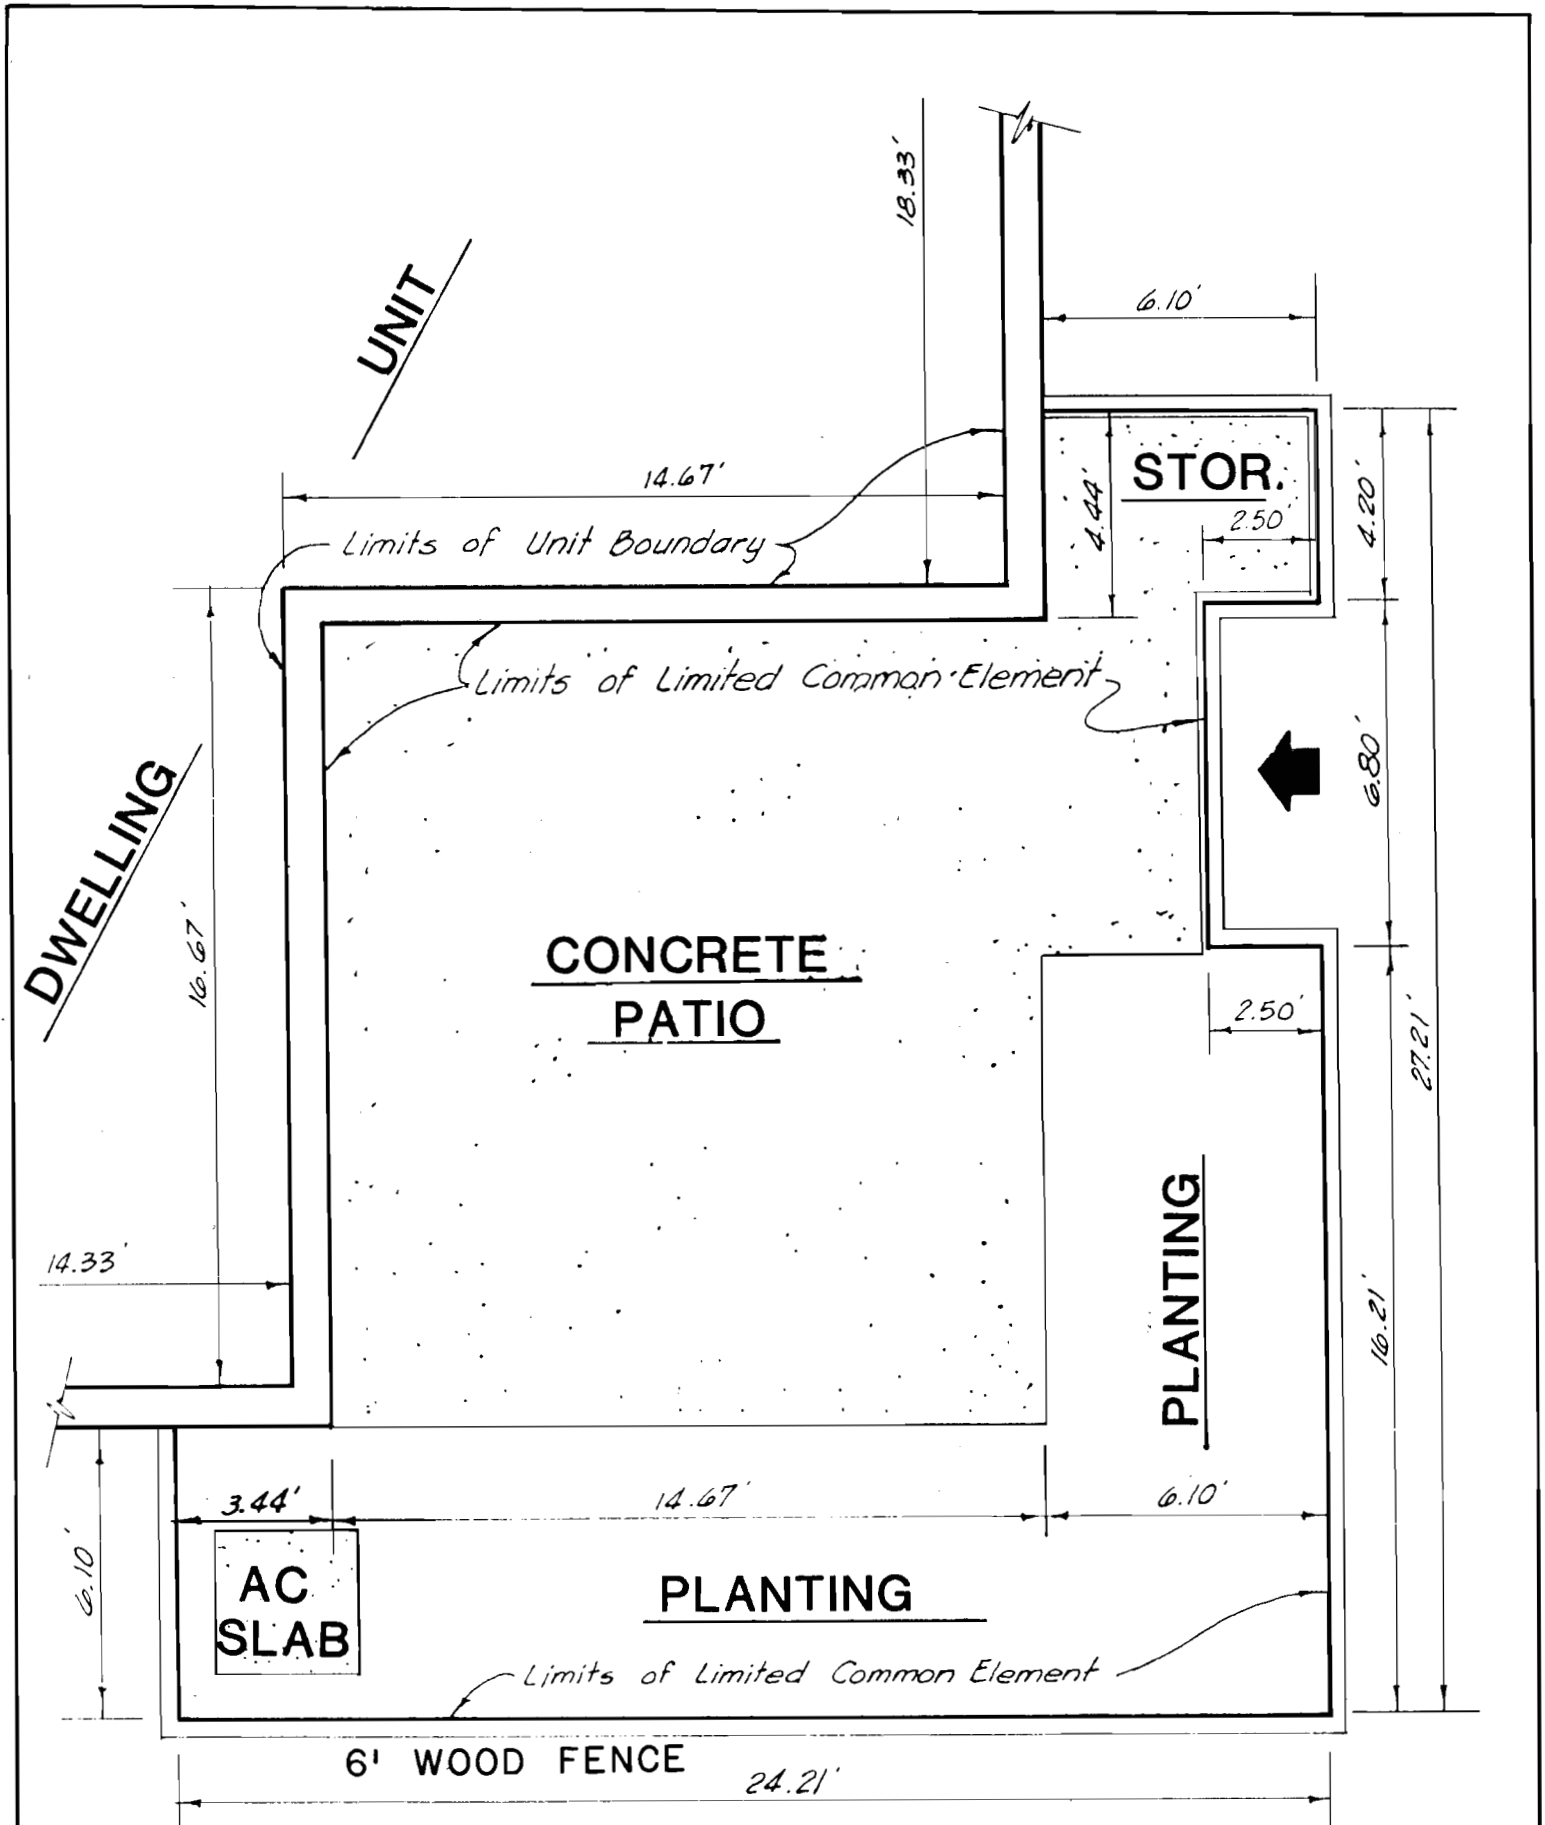 18.33'
6.10'
UNIT
14.67'
STOR.
4.44'
2.50'
4.20'
Limits of Unit Boundary
Limits of Limited Common Element
6.80'
DWELLING
16.67'
CONCRETE
PATIO
2.50'
27.21'
PLANTING
14.33'
16.21'
3.44'
14.67'
6.10'
6.10'
AC
SLAB
PLANTING
Limits of Limited Common Element
6' WOOD FENCE
24.21'